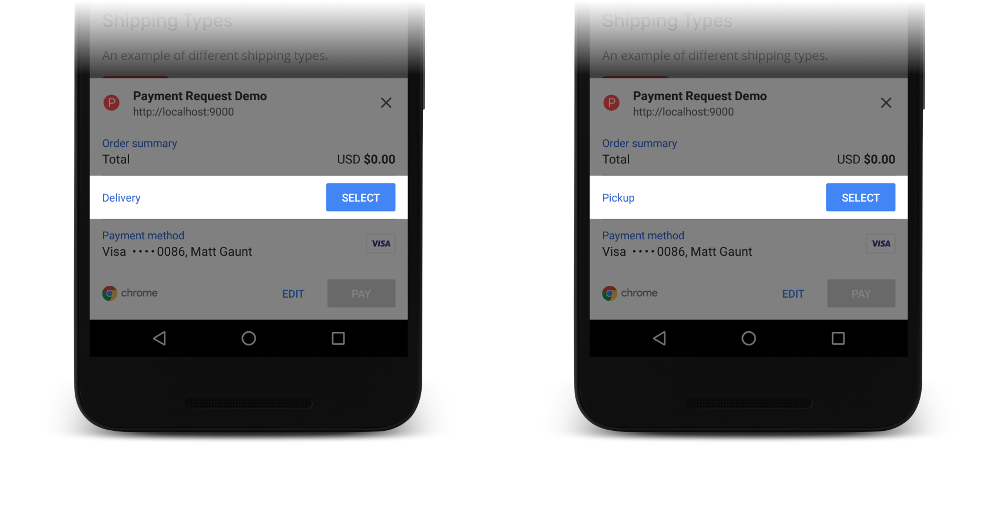 Shipping Types
An example of different shipping types.
P
Payment Request Demo
http://localhost:9000
Order summary
Total USD $0.00
Delivery SELECT
Payment method
Visa ••••0086, Matt Gaunt VISA
chrome EDIT PAY
Shipping Types
An example of different shipping types.
P
Payment Request Demo
http://localhost:9000
Order summary
Total USD $0.00
Pickup SELECT
Payment method
Visa ••••0086, Matt Gaunt VISA
chrome EDIT PAY